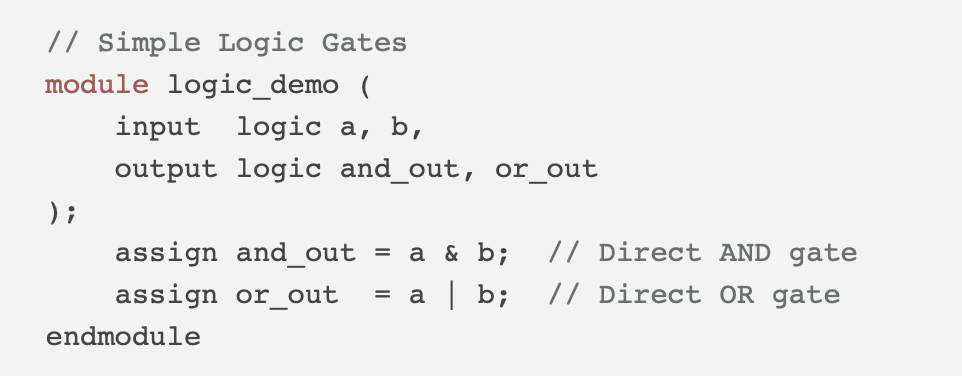 // Simple Logic Gates
module logic_demo (
    input  logic a, b,
    output logic and_out, or_out
);
    assign and_out = a & b;  // Direct AND gate
    assign or_out  = a | b;  // Direct OR gate
endmodule